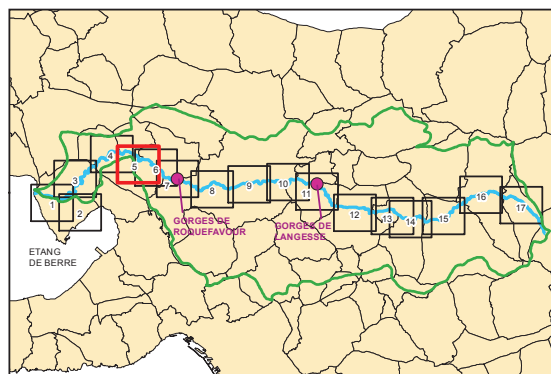 1
2
3
4
5
6
7
8
9
10
11
12
13
14
15
16
17
GORGES DE
ROQUEFAVOUR
GORGES DE
LANGESSE
ETANG
DE BERRE